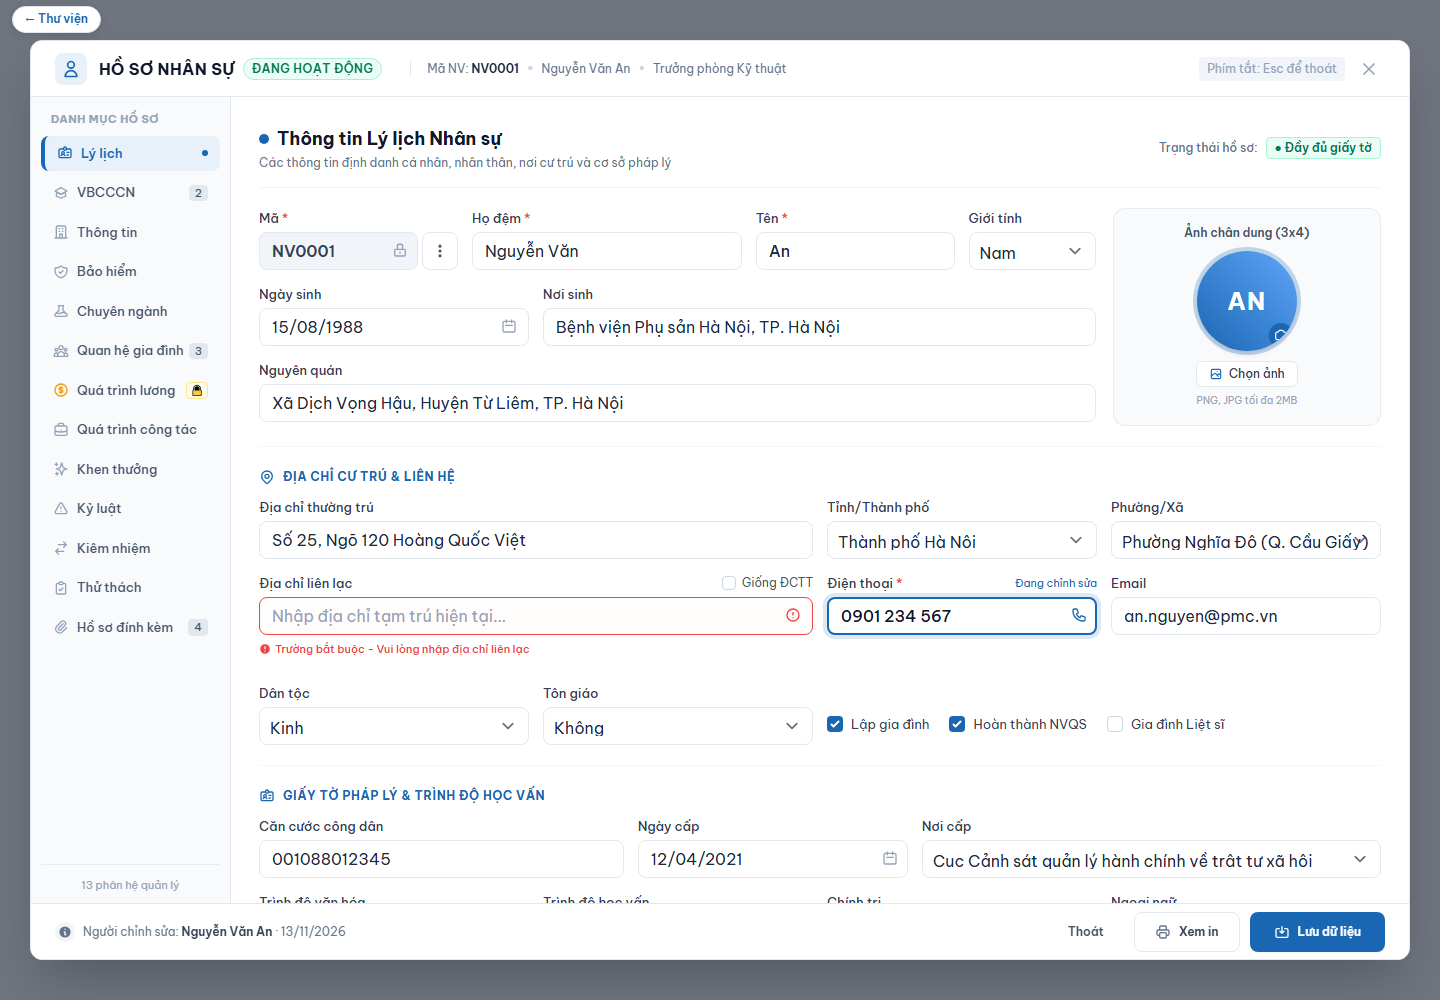 ← Thư viện
HỒ SƠ NHÂN SỰ ĐANG HOẠT ĐỘNG Mã NV: NV0001 • Nguyễn Văn An • Trưởng phòng Kỹ thuật Phím tắt: Esc để thoát
DANH MỤC HỒ SƠ
Lý lịch
VBCCCN 2
Thông tin
Bảo hiểm
Chuyên ngành
Quan hệ gia đình 3
Quá trình lương
Quá trình công tác
Khen thưởng
Kỷ luật
Kiêm nhiệm
Thử thách
Hồ sơ đính kèm 4
13 phân hệ quản lý
Thông tin Lý lịch Nhân sự
Các thông tin định danh cá nhân, nhân thân, nơi cư trú và cơ sở pháp lý
Trạng thái hồ sơ: ● Đầy đủ giấy tờ
Mã * Họ đệm * Tên * Giới tính
NV0001 Nguyễn Văn An Nam
Ngày sinh Nơi sinh
15/08/1988 Bệnh viện Phụ sản Hà Nội, TP. Hà Nội
Nguyên quán
Xã Dịch Vọng Hậu, Huyện Từ Liêm, TP. Hà Nội
Ảnh chân dung (3x4)
AN
Chọn ảnh
PNG, JPG tối đa 2MB
ĐỊA CHỈ CƯ TRÚ & LIÊN HỆ
Địa chỉ thường trú Tỉnh/Thành phố Phường/Xã
Số 25, Ngõ 120 Hoàng Quốc Việt Thành phố Hà Nội Phường Nghĩa Đô (Q. Cầu Giấy)
Địa chỉ liên lạc Giống ĐCTT Điện thoại * Đang chỉnh sửa Email
Nhập địa chỉ tạm trú hiện tại... 0901 234 567 an.nguyen@pmc.vn
Trường bắt buộc - Vui lòng nhập địa chỉ liên lạc
Dân tộc Tôn giáo
Kinh Không Lập gia đình Hoàn thành NVQS Gia đình Liệt sĩ
GIẤY TỜ PHÁP LÝ & TRÌNH ĐỘ HỌC VẤN
Căn cước công dân Ngày cấp Nơi cấp
001088012345 12/04/2021 Cục Cảnh sát quản lý hành chính về trật tự xã hội
Trình độ văn hóa Trình độ học vấn Chính trị Ngoại ngữ
Người chỉnh sửa: Nguyễn Văn An · 13/11/2026 Thoát Xem in Lưu dữ liệu